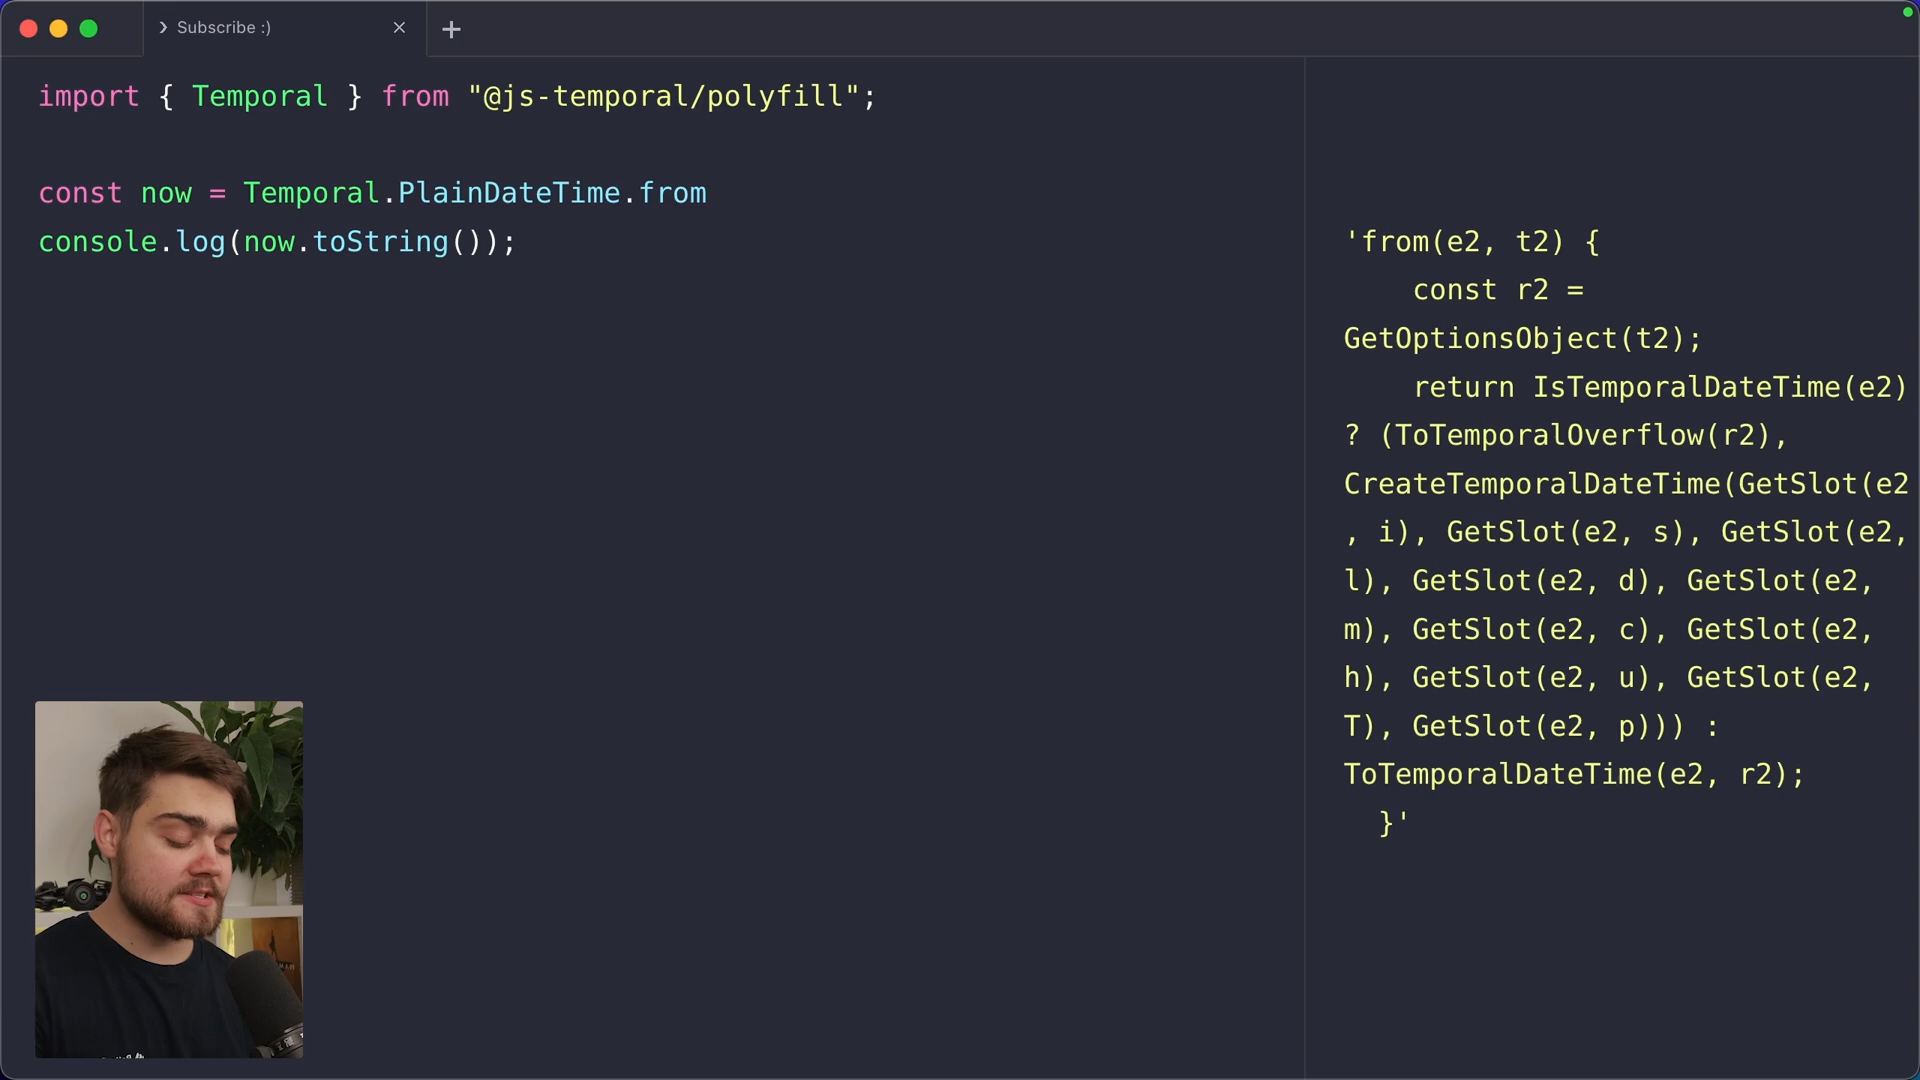 Subscribe :)
import { Temporal } from "@js-temporal/polyfill";
const now = Temporal.PlainDateTime.from
console.log(now.toString());
'from(e2, t2) {
const r2 =
GetOptionsObject(t2);
return IsTemporalDateTime(e2)
? (ToTemporalOverflow(r2),
CreateTemporalDateTime(GetSlot(e2
, i), GetSlot(e2, s), GetSlot(e2,
l), GetSlot(e2, d), GetSlot(e2,
m), GetSlot(e2, c), GetSlot(e2,
h), GetSlot(e2, u), GetSlot(e2,
T), GetSlot(e2, p))) :
ToTemporalDateTime(e2, r2);
}'